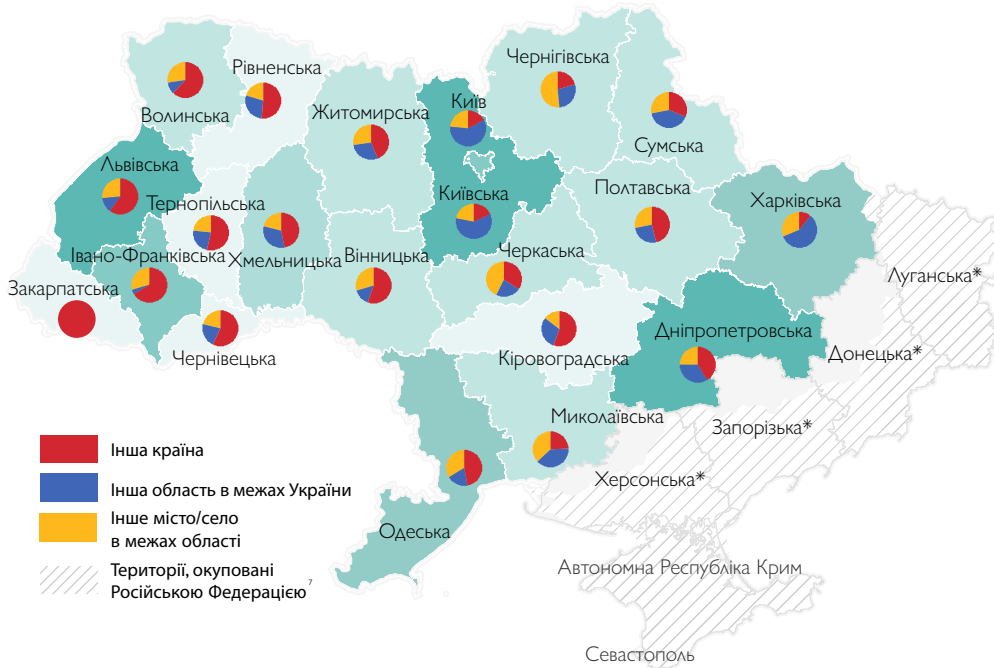 Чернігівська
Рівненська
Київ
Житомирська
Волинська
Сумська
Львівська
Полтавська
Харківська
Київська
Тернопільська
Івано-Франківська
Хмельницька
Вінницька
Черкаська
Луганська*
Закарпатська
Дніпропетровська
Чернівецька
Кіровоградська
Донецька*
Миколаївська
Запорізька*
Херсонська*
Одеська
Інша країна
Інша область в межах України
Інше місто/село
в межах області
Території, окуповані
Російською Федерацією 7
Автономна Республіка Крим
Севастополь